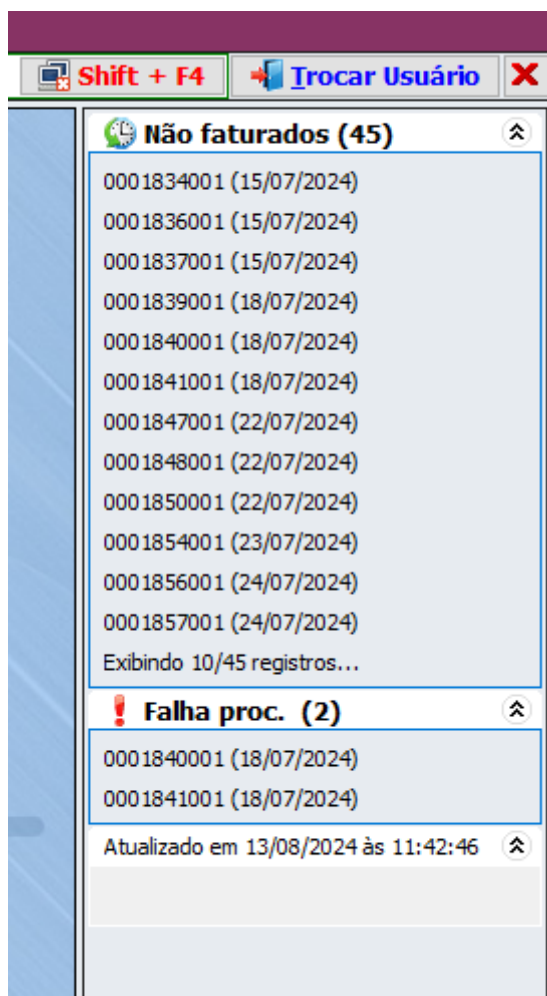 Shift + F4
Trocar Usuário
Não faturados (45)
0001834001 (15/07/2024)
0001836001 (15/07/2024)
0001837001 (15/07/2024)
0001839001 (18/07/2024)
0001840001 (18/07/2024)
0001841001 (18/07/2024)
0001847001 (22/07/2024)
0001848001 (22/07/2024)
0001850001 (22/07/2024)
0001854001 (23/07/2024)
0001856001 (24/07/2024)
0001857001 (24/07/2024)
Exibindo 10/45 registros...
Falha proc. (2)
0001840001 (18/07/2024)
0001841001 (18/07/2024)
Atualizado em 13/08/2024 às 11:42:46